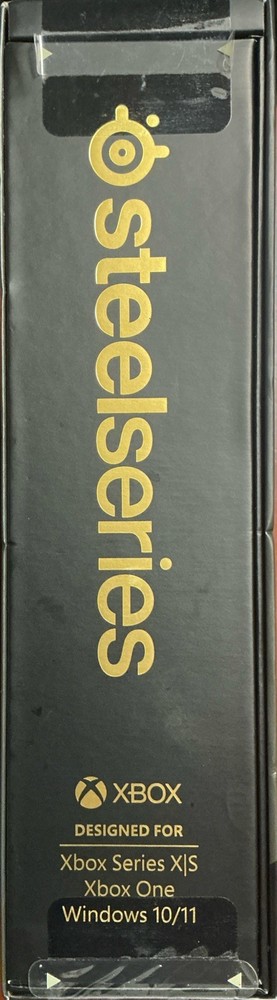 steelseries
XBOX
DESIGNED FOR
Xbox Series X|S
Xbox One
Windows 10/11